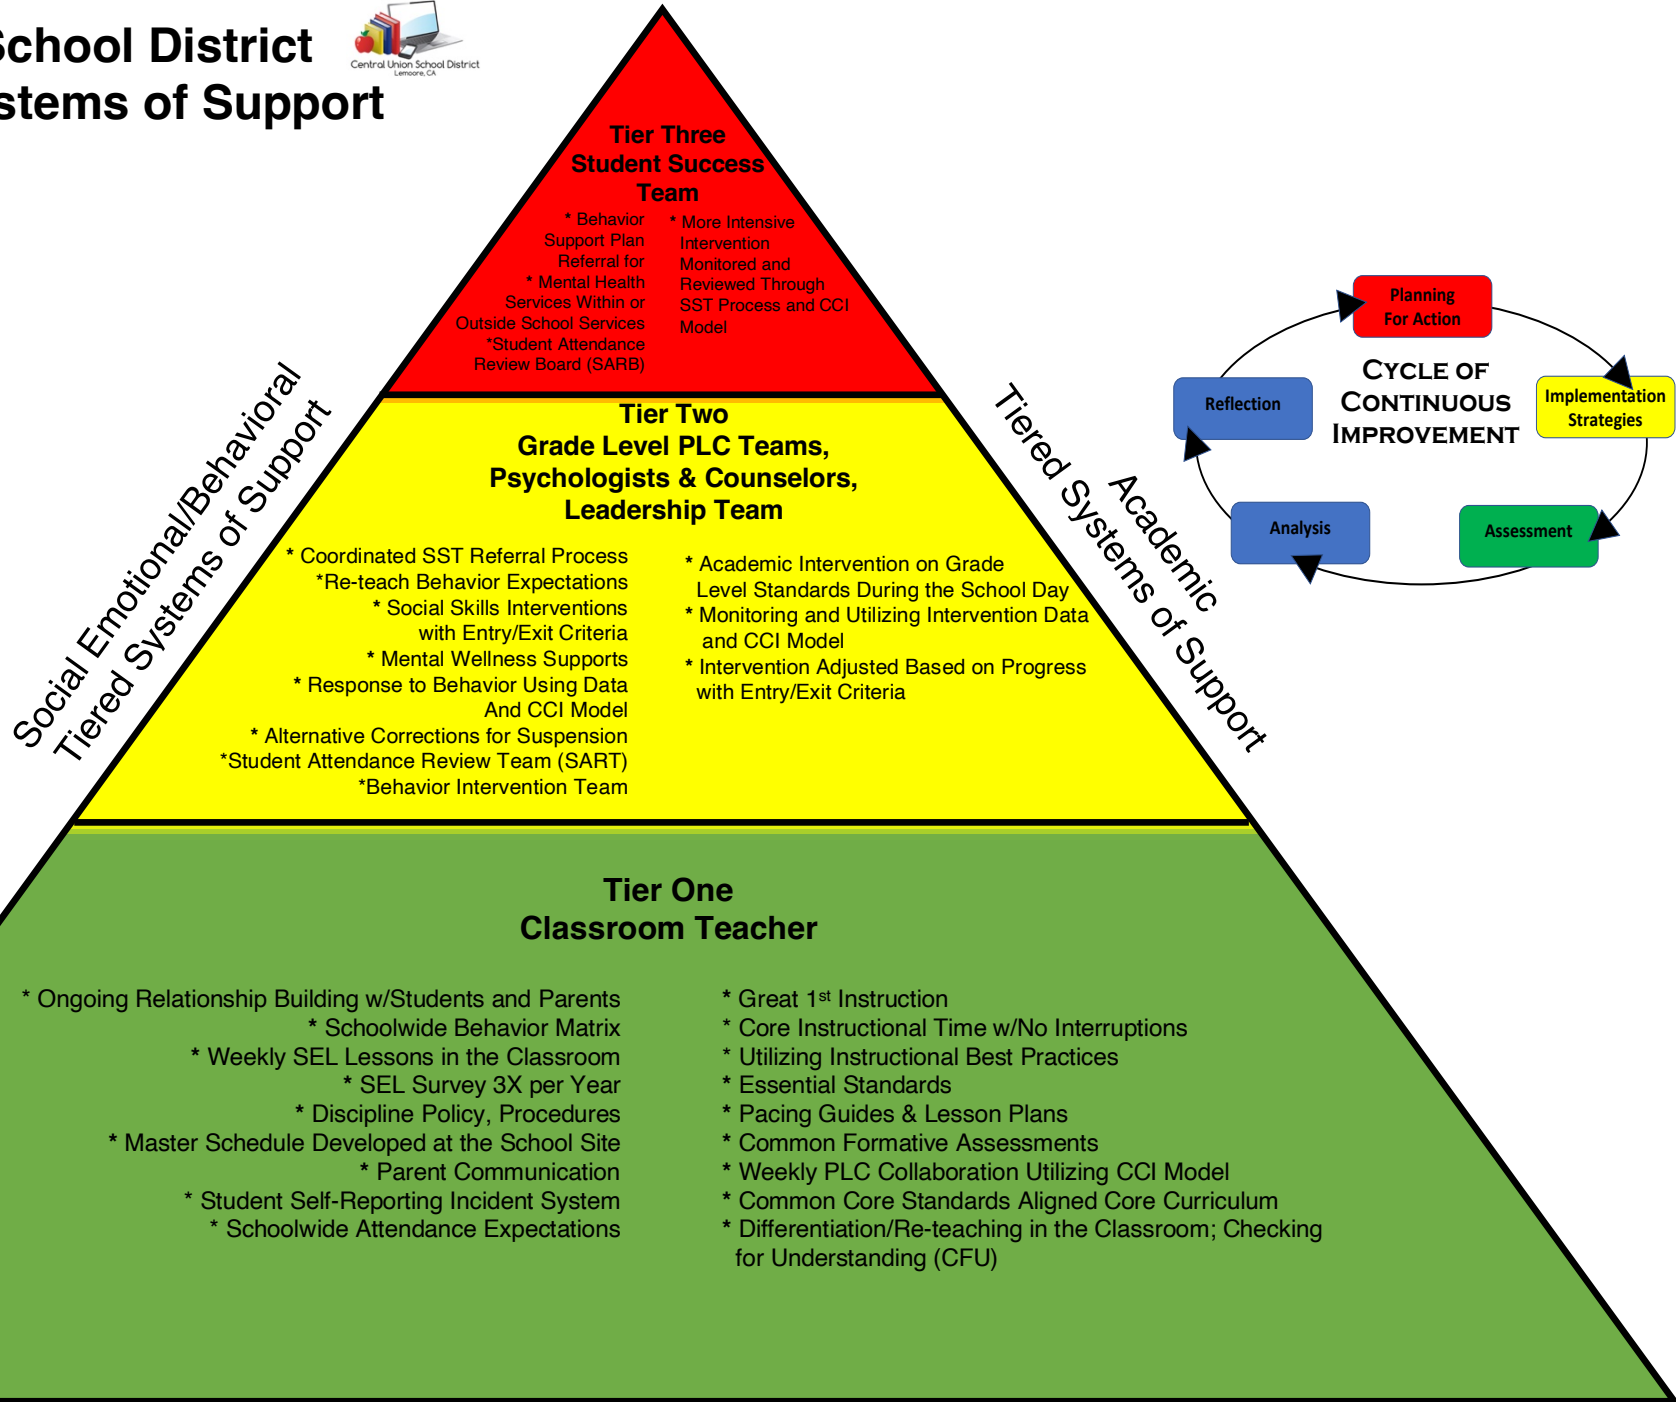 School District
stems of Support
Central Union School District
Lemoore, CA
Tier Three
Student Success
Team
* Behavior
Support Plan
Referral for
* Mental Health
Services Within or
Outside School Services
*Student Attendance
Review Board (SARB)
* More Intensive
Intervention
Monitored and
Reviewed Through
SST Process and CCI
Model
Social Emotional/Behavioral
Tiered Systems of Support
Academic
Tiered Systems of Support
Planning
For Action
Implementation
Strategies
Assessment
Analysis
Reflection
CYCLE OF
CONTINUOUS
IMPROVEMENT
Tier Two
Grade Level PLC Teams,
Psychologists & Counselors,
Leadership Team
* Coordinated SST Referral Process
*Re-teach Behavior Expectations
* Social Skills Interventions
with Entry/Exit Criteria
* Mental Wellness Supports
* Response to Behavior Using Data
And CCI Model
* Alternative Corrections for Suspension
*Student Attendance Review Team (SART)
*Behavior Intervention Team
* Academic Intervention on Grade
Level Standards During the School Day
* Monitoring and Utilizing Intervention Data
and CCI Model
* Intervention Adjusted Based on Progress
with Entry/Exit Criteria
Tier One
Classroom Teacher
* Ongoing Relationship Building w/Students and Parents
* Schoolwide Behavior Matrix
* Weekly SEL Lessons in the Classroom
* SEL Survey 3X per Year
* Discipline Policy, Procedures
* Master Schedule Developed at the School Site
* Parent Communication
* Student Self-Reporting Incident System
* Schoolwide Attendance Expectations
* Great 1st Instruction
* Core Instructional Time w/No Interruptions
* Utilizing Instructional Best Practices
* Essential Standards
* Pacing Guides & Lesson Plans
* Common Formative Assessments
* Weekly PLC Collaboration Utilizing CCI Model
* Common Core Standards Aligned Core Curriculum
* Differentiation/Re-teaching in the Classroom; Checking
for Understanding (CFU)